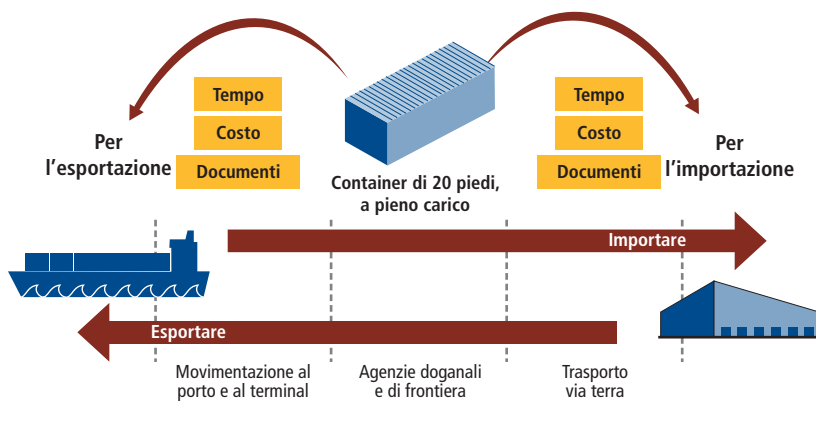 Per
l'esportazione
Tempo
Costo
Documenti
Container di 20 piedi,
a pieno carico
Tempo
Costo
Documenti
Per
l'importazione
Importare
Esportare
Movimentazione al
porto e al terminal
Agenzie doganali
e di frontiera
Trasporto
via terra